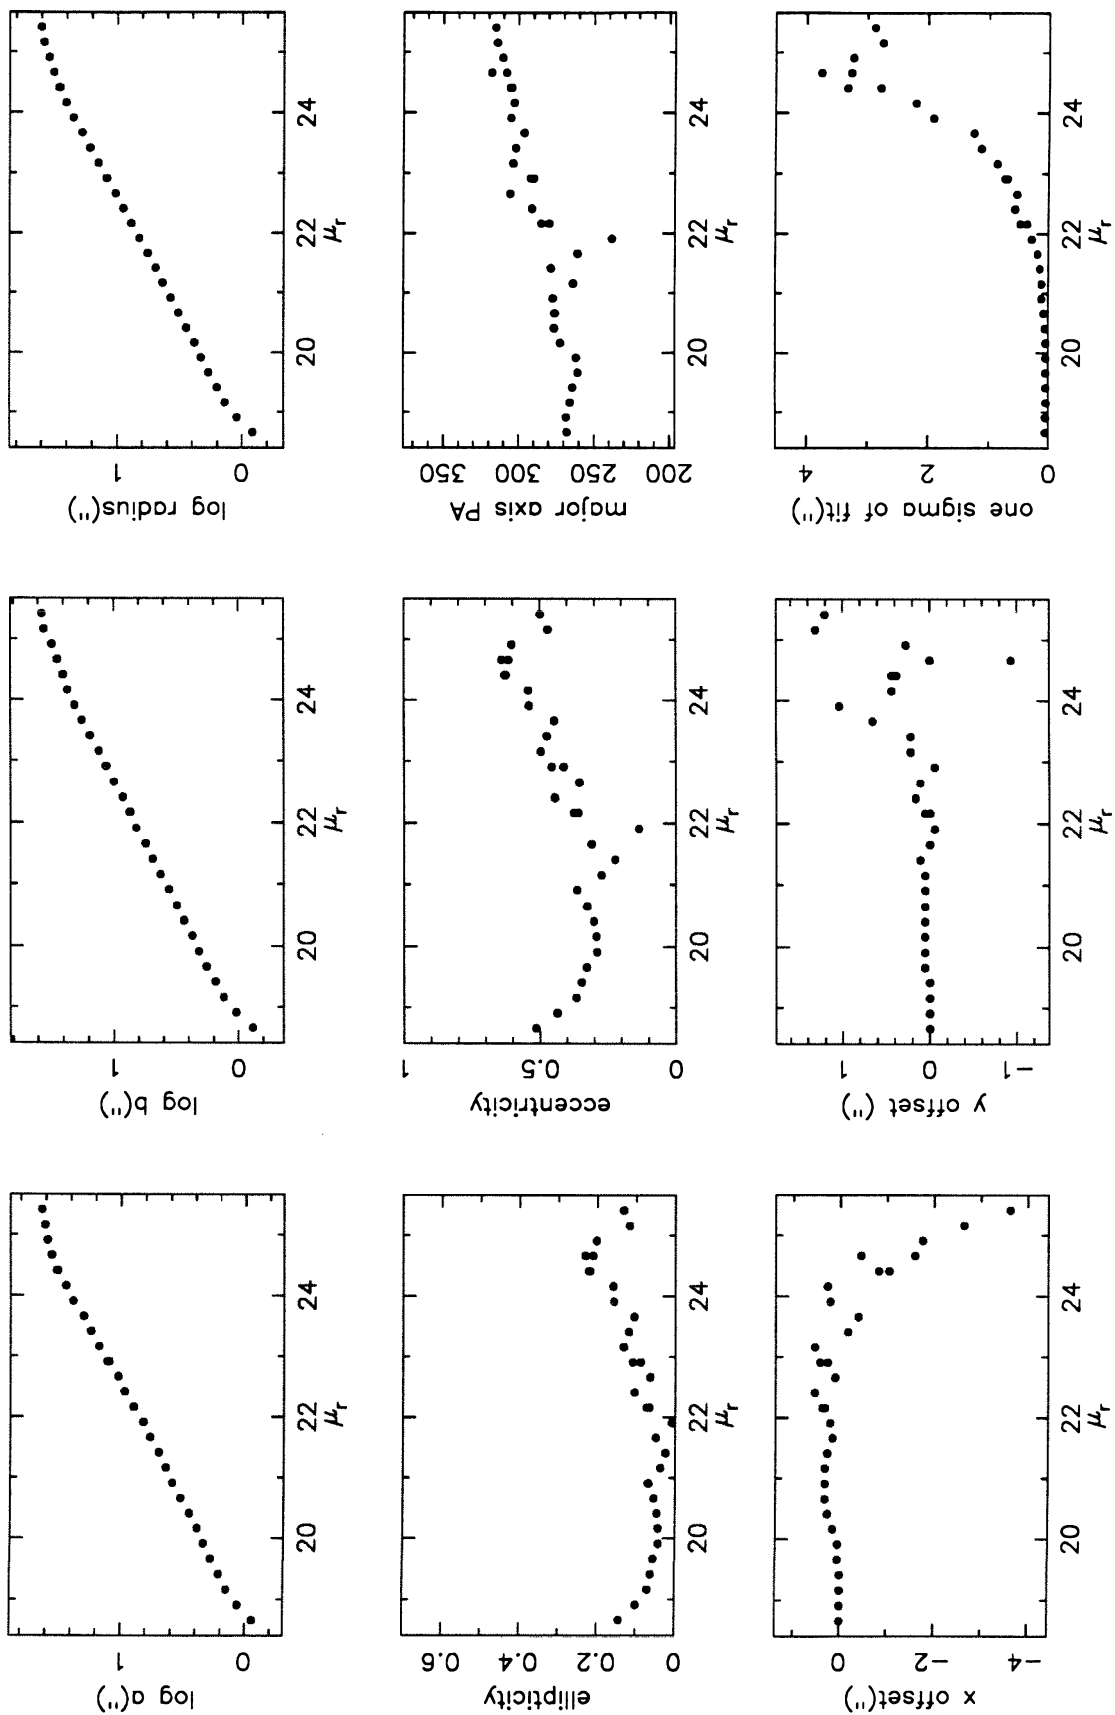 log a(")
1
0
20 22 24
μr
log b(")
1
0
20 22 24
μr
log radius(")
1
0
20 22 24
μr
ellipticity
0.6
0.4
0.2
0
20 22 24
μr
eccentricity
1
0.5
0
20 22 24
μr
major axis PA
350
300
250
200
20 22 24
μr
x offset(")
0
-2
-4
20 22 24
μr
y offset (")
1
0
-1
20 22 24
μr
one sigma of fit(")
4
2
0
20 22 24
μr